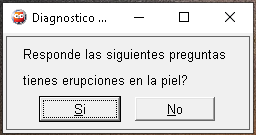 Diagnostico ...
Responde las siguientes preguntas
tienes erupciones en la piel?
Si No